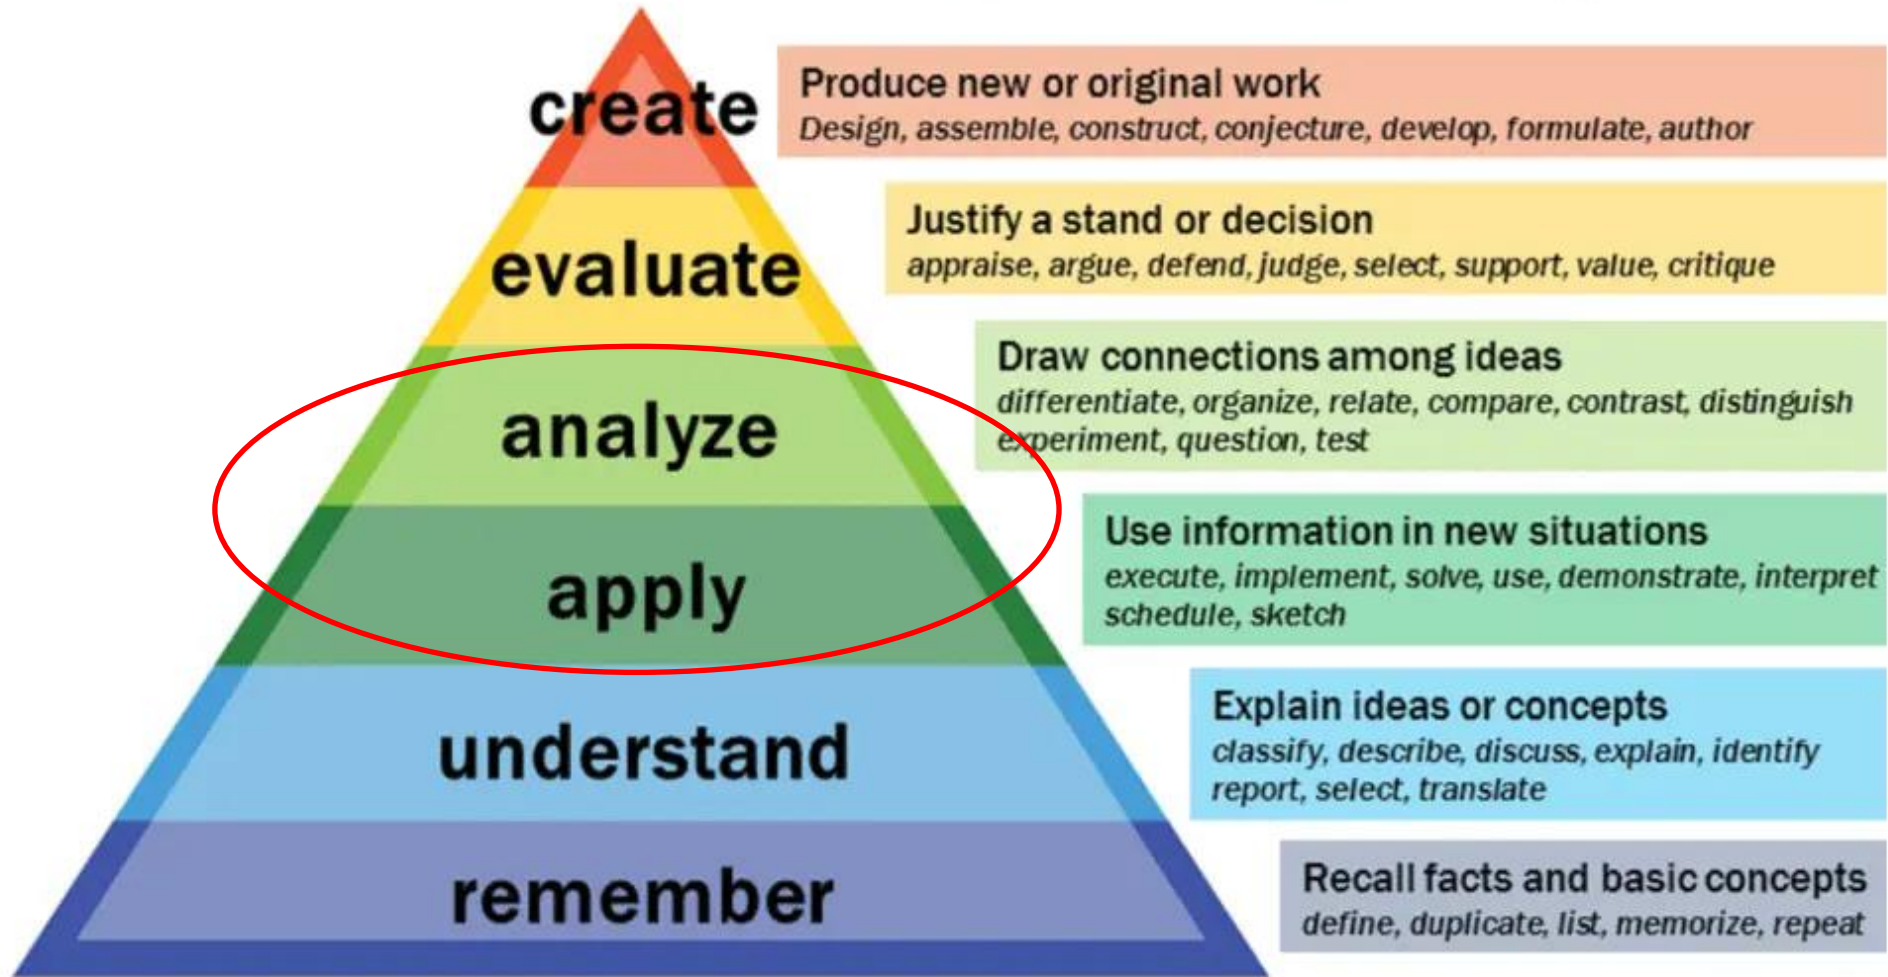 create
Produce new or original work
Design, assemble, construct, conjecture, develop, formulate, author
evaluate
Justify a stand or decision
appraise, argue, defend, judge, select, support, value, critique
analyze
Draw connections among ideas
differentiate, organize, relate, compare, contrast, distinguish
experiment, question, test
apply
Use information in new situations
execute, implement, solve, use, demonstrate, interpret
schedule, sketch
understand
Explain ideas or concepts
classify, describe, discuss, explain, identify
report, select, translate
remember
Recall facts and basic concepts
define, duplicate, list, memorize, repeat